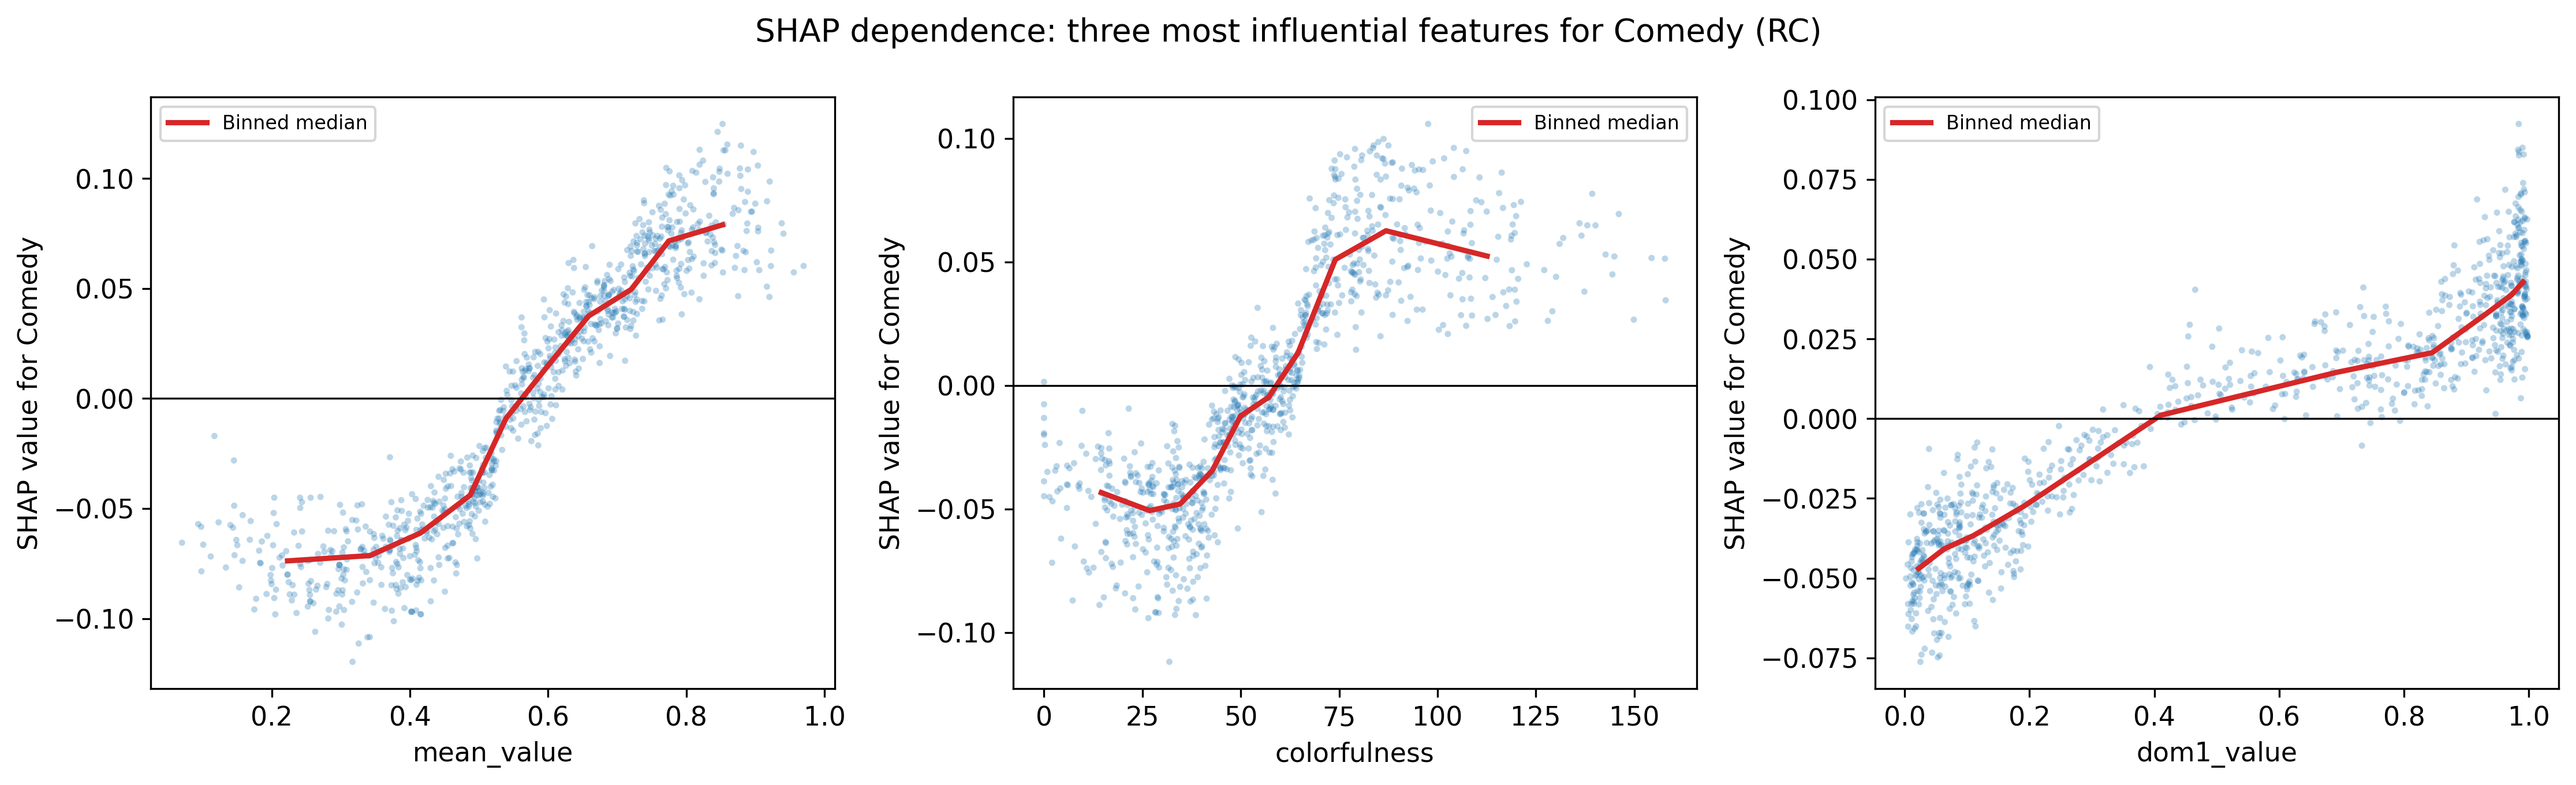 SHAP dependence: three most influential features for Comedy (RC)
SHAP value for Comedy
Binned median
0.10
0.05
0.00
−0.05
−0.10
0.2 0.4 0.6 0.8 1.0
mean_value
SHAP value for Comedy
Binned median
0.10
0.05
0.00
−0.05
−0.10
0 25 50 75 100 125 150
colorfulness
SHAP value for Comedy
Binned median
0.100
0.075
0.050
0.025
0.000
−0.025
−0.050
−0.075
0.0 0.2 0.4 0.6 0.8 1.0
dom1_value